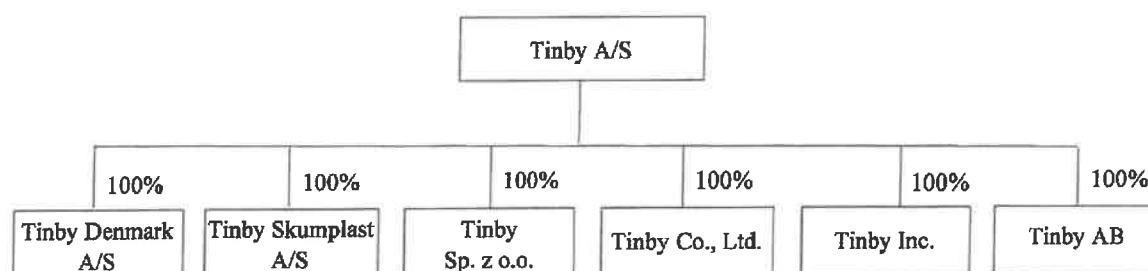 Tinby A/S
100%
100%
100%
100%
100%
100%
Tinby Denmark
A/S
Tinby Skumplast
A/S
Tinby
Sp. z o.o.
Tinby Co., Ltd.
Tinby Inc.
Tinby AB